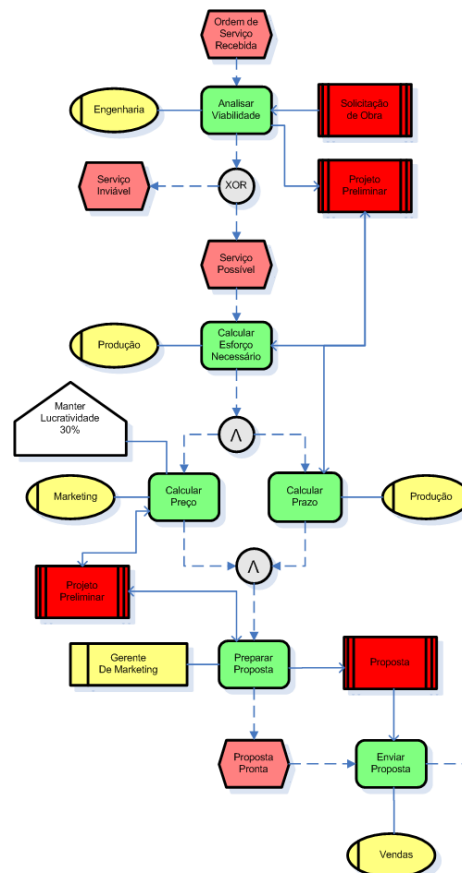 Ordem de
Serviço
Recebida
Engenharia
Analisar
Viabilidade
Solicitação
de Obra
Serviço
Inviável
XOR
Projeto
Preliminar
Serviço
Possível
Produção
Calcular
Esforço
Necessário
Manter
Lucratividade
30%
Λ
Marketing
Calcular
Preço
Calcular
Prazo
Produção
Λ
Projeto
Preliminar
Gerente
De Marketing
Preparar
Proposta
Proposta
Proposta
Pronta
Enviar
Proposta
Vendas